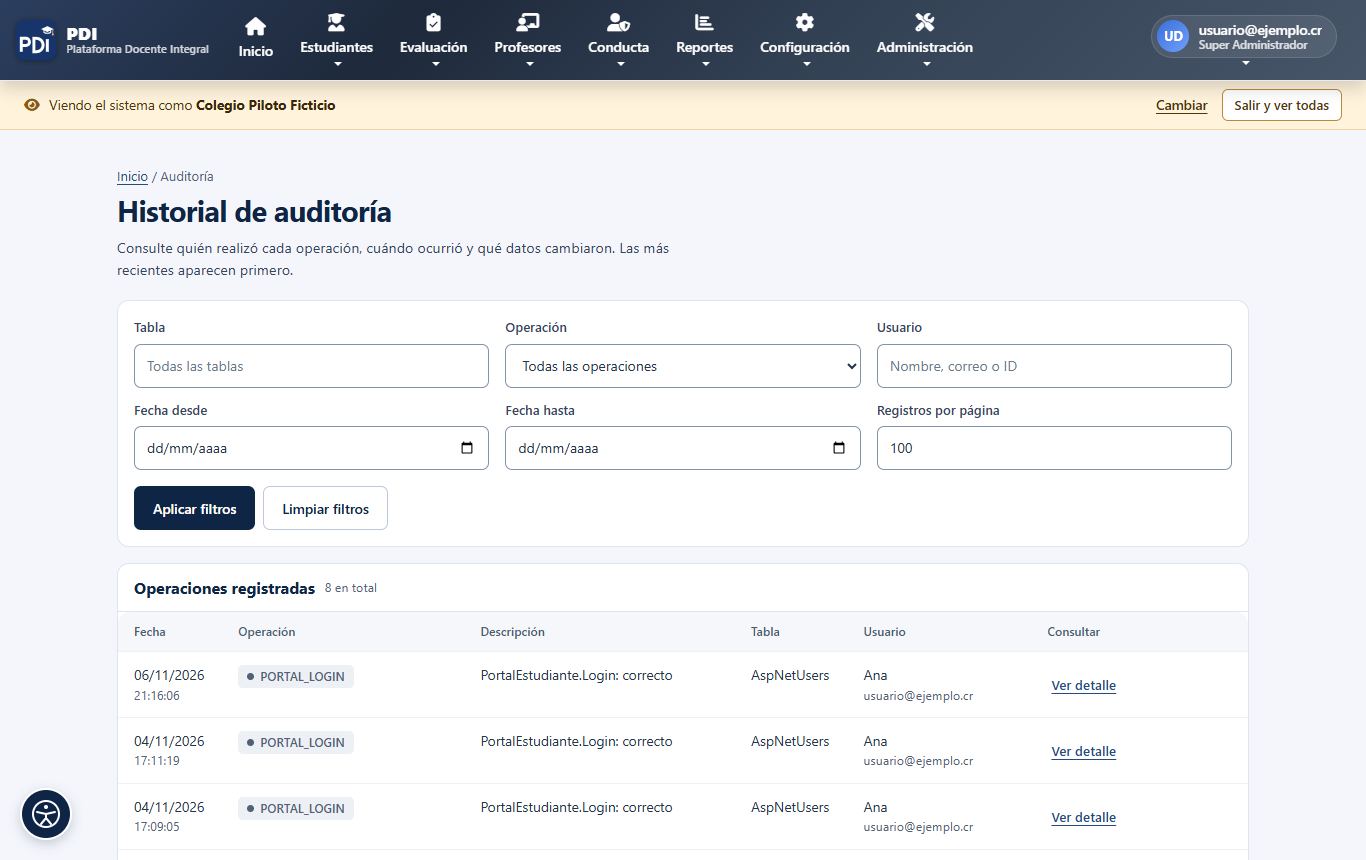 PDI
PDI
Plataforma Docente Integral
Inicio
Estudiantes
Evaluación
Profesores
Conducta
Reportes
Configuración
Administración
UD
usuario@ejemplo.cr
Super Administrador
Viendo el sistema como Colegio Piloto Ficticio
Cambiar
Salir y ver todas
Inicio / Auditoría
Historial de auditoría
Consulte quién realizó cada operación, cuándo ocurrió y qué datos cambiaron. Las más
recientes aparecen primero.
Tabla
Operación
Usuario
Todas las tablas
Todas las operaciones
Nombre, correo o ID
Fecha desde
Fecha hasta
Registros por página
dd/mm/aaaa
dd/mm/aaaa
100
Aplicar filtros
Limpiar filtros
Operaciones registradas 8 en total
Fecha Operación Descripción Tabla Usuario Consultar
06/11/2026 PORTAL_LOGIN PortalEstudiante.Login: correcto AspNetUsers Ana Ver detalle
21:16:06 usuario@ejemplo.cr
04/11/2026 PORTAL_LOGIN PortalEstudiante.Login: correcto AspNetUsers Ana Ver detalle
17:11:19 usuario@ejemplo.cr
04/11/2026 PORTAL_LOGIN PortalEstudiante.Login: correcto AspNetUsers Ana Ver detalle
17:09:05 usuario@ejemplo.cr